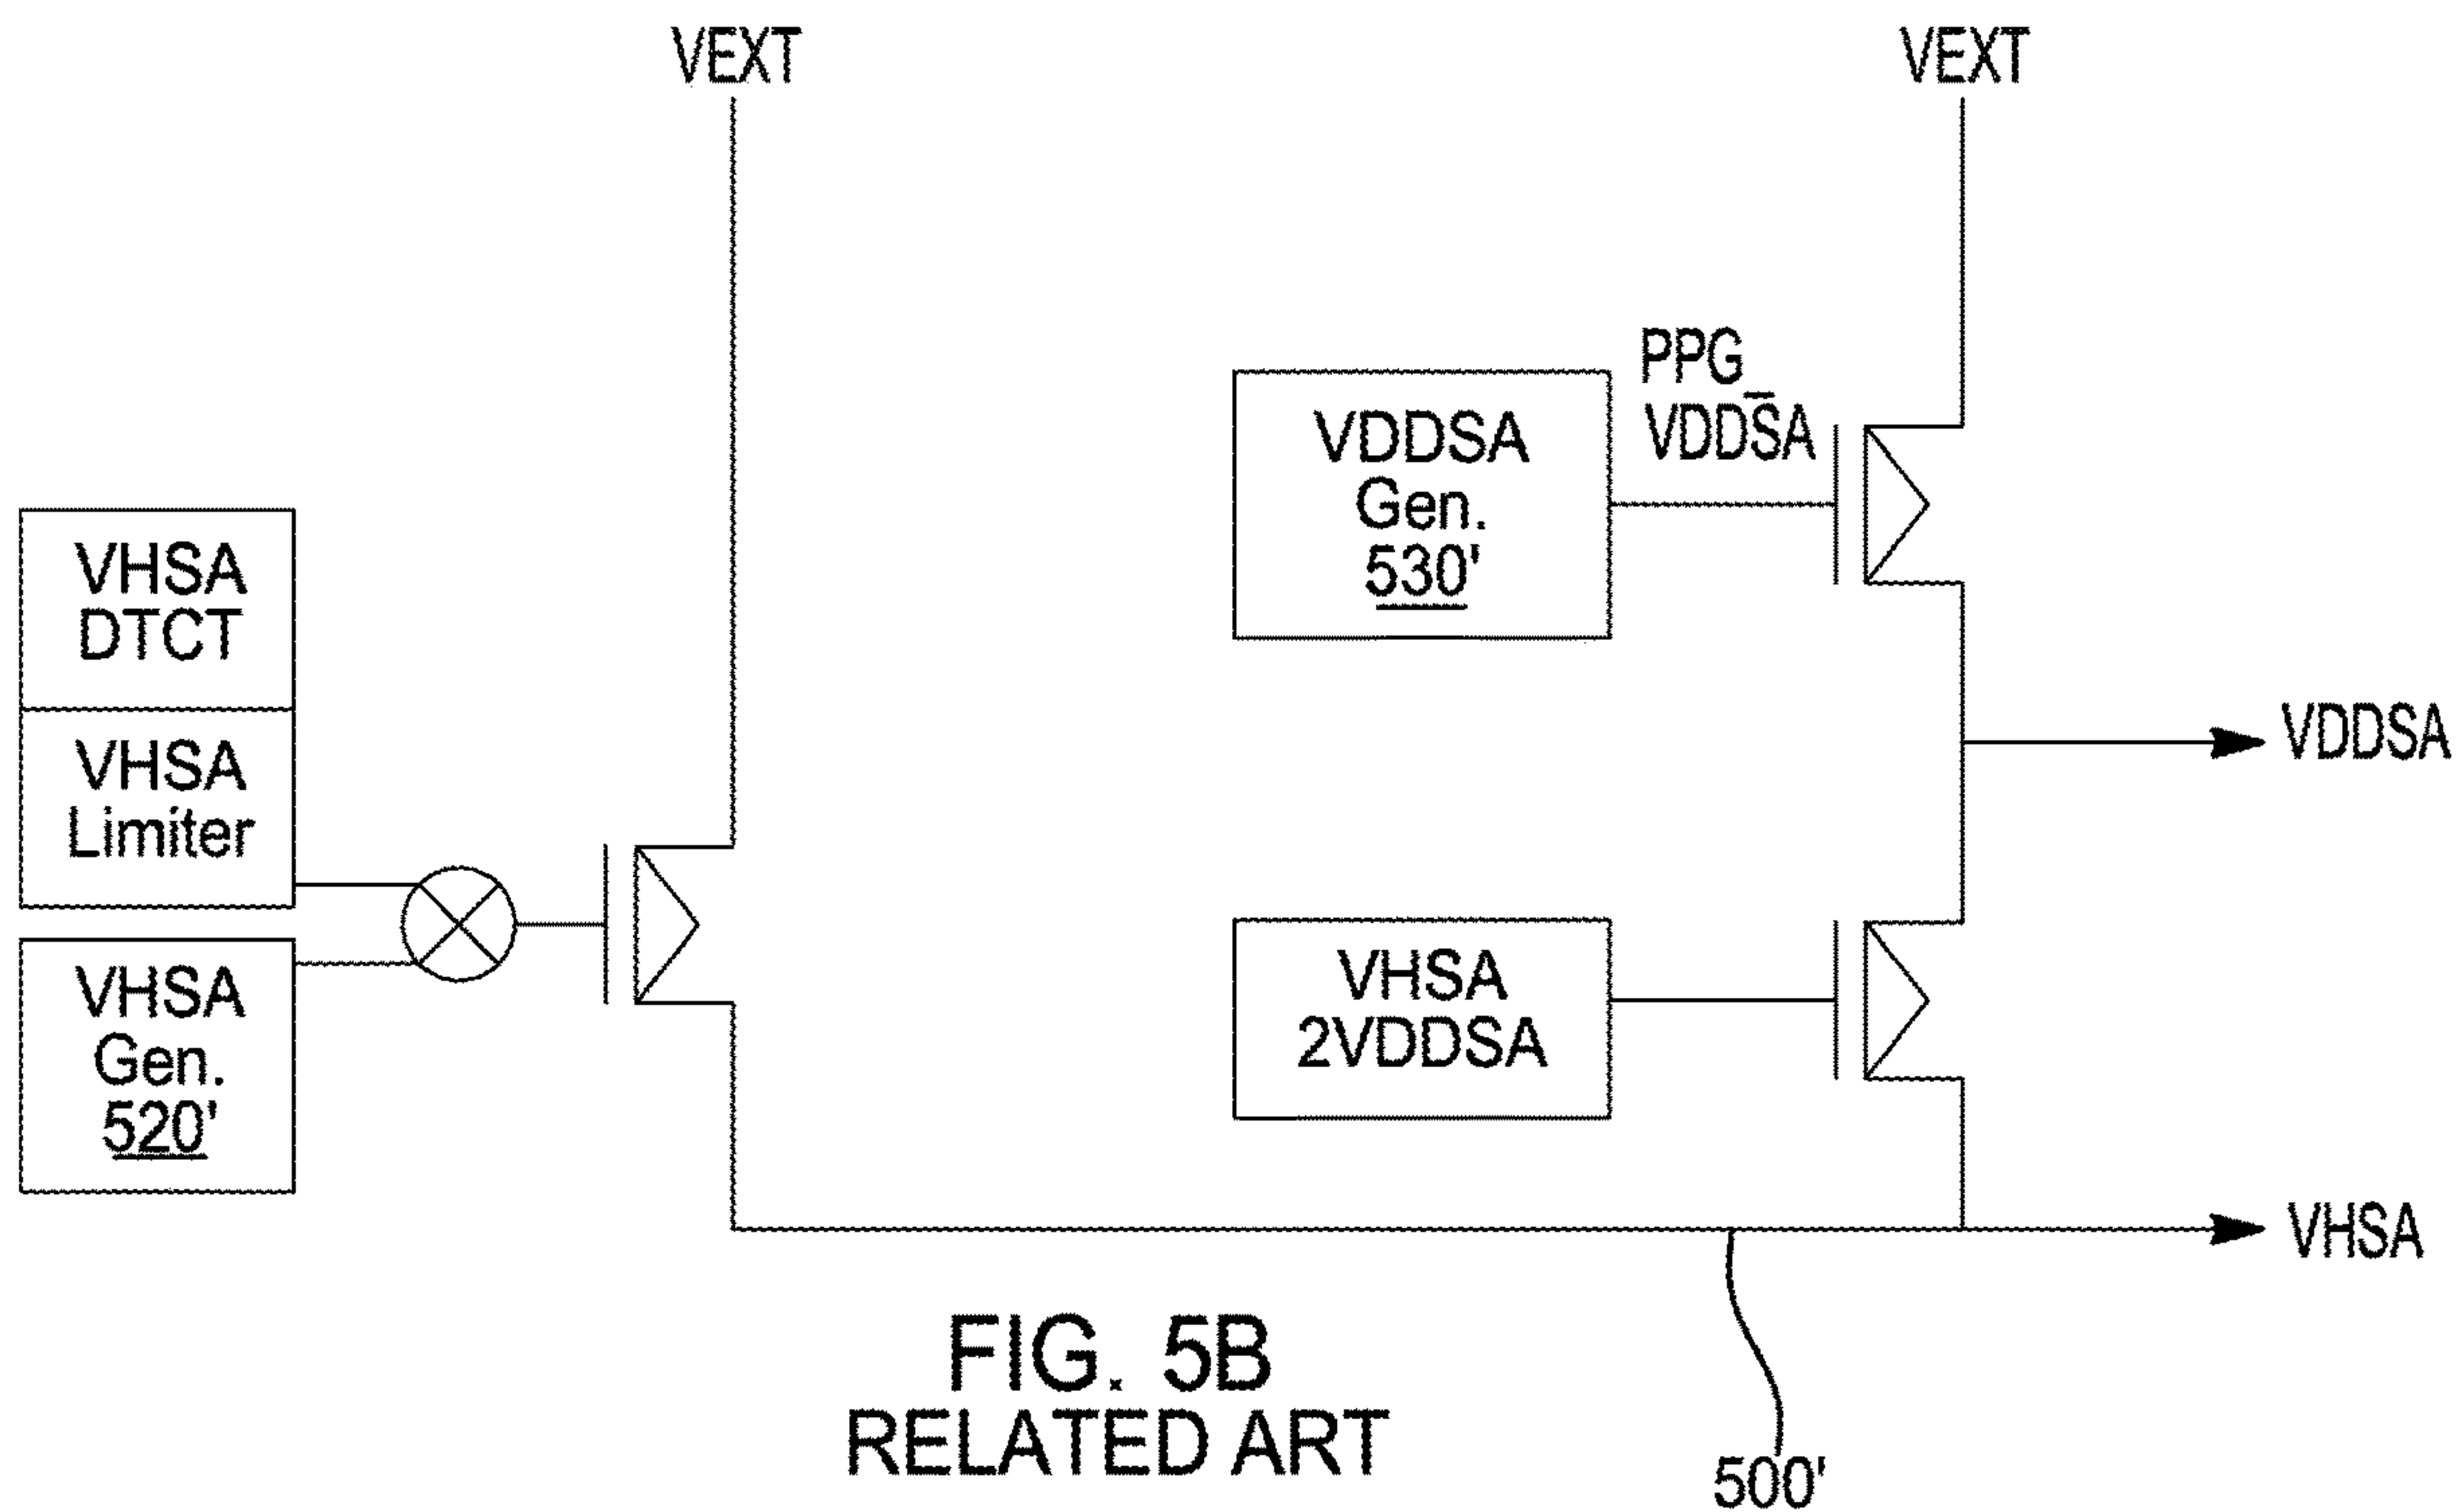 VEXT
VEXT
PPG_
VDDSA
VDDSA
Gen.
530'
VHSA
DTCT
VHSA
Limiter
VHSA
Gen.
520'
VDDSA
VHSA
2VDDSA
VHSA
FIG. 5B
RELATED ART
500'